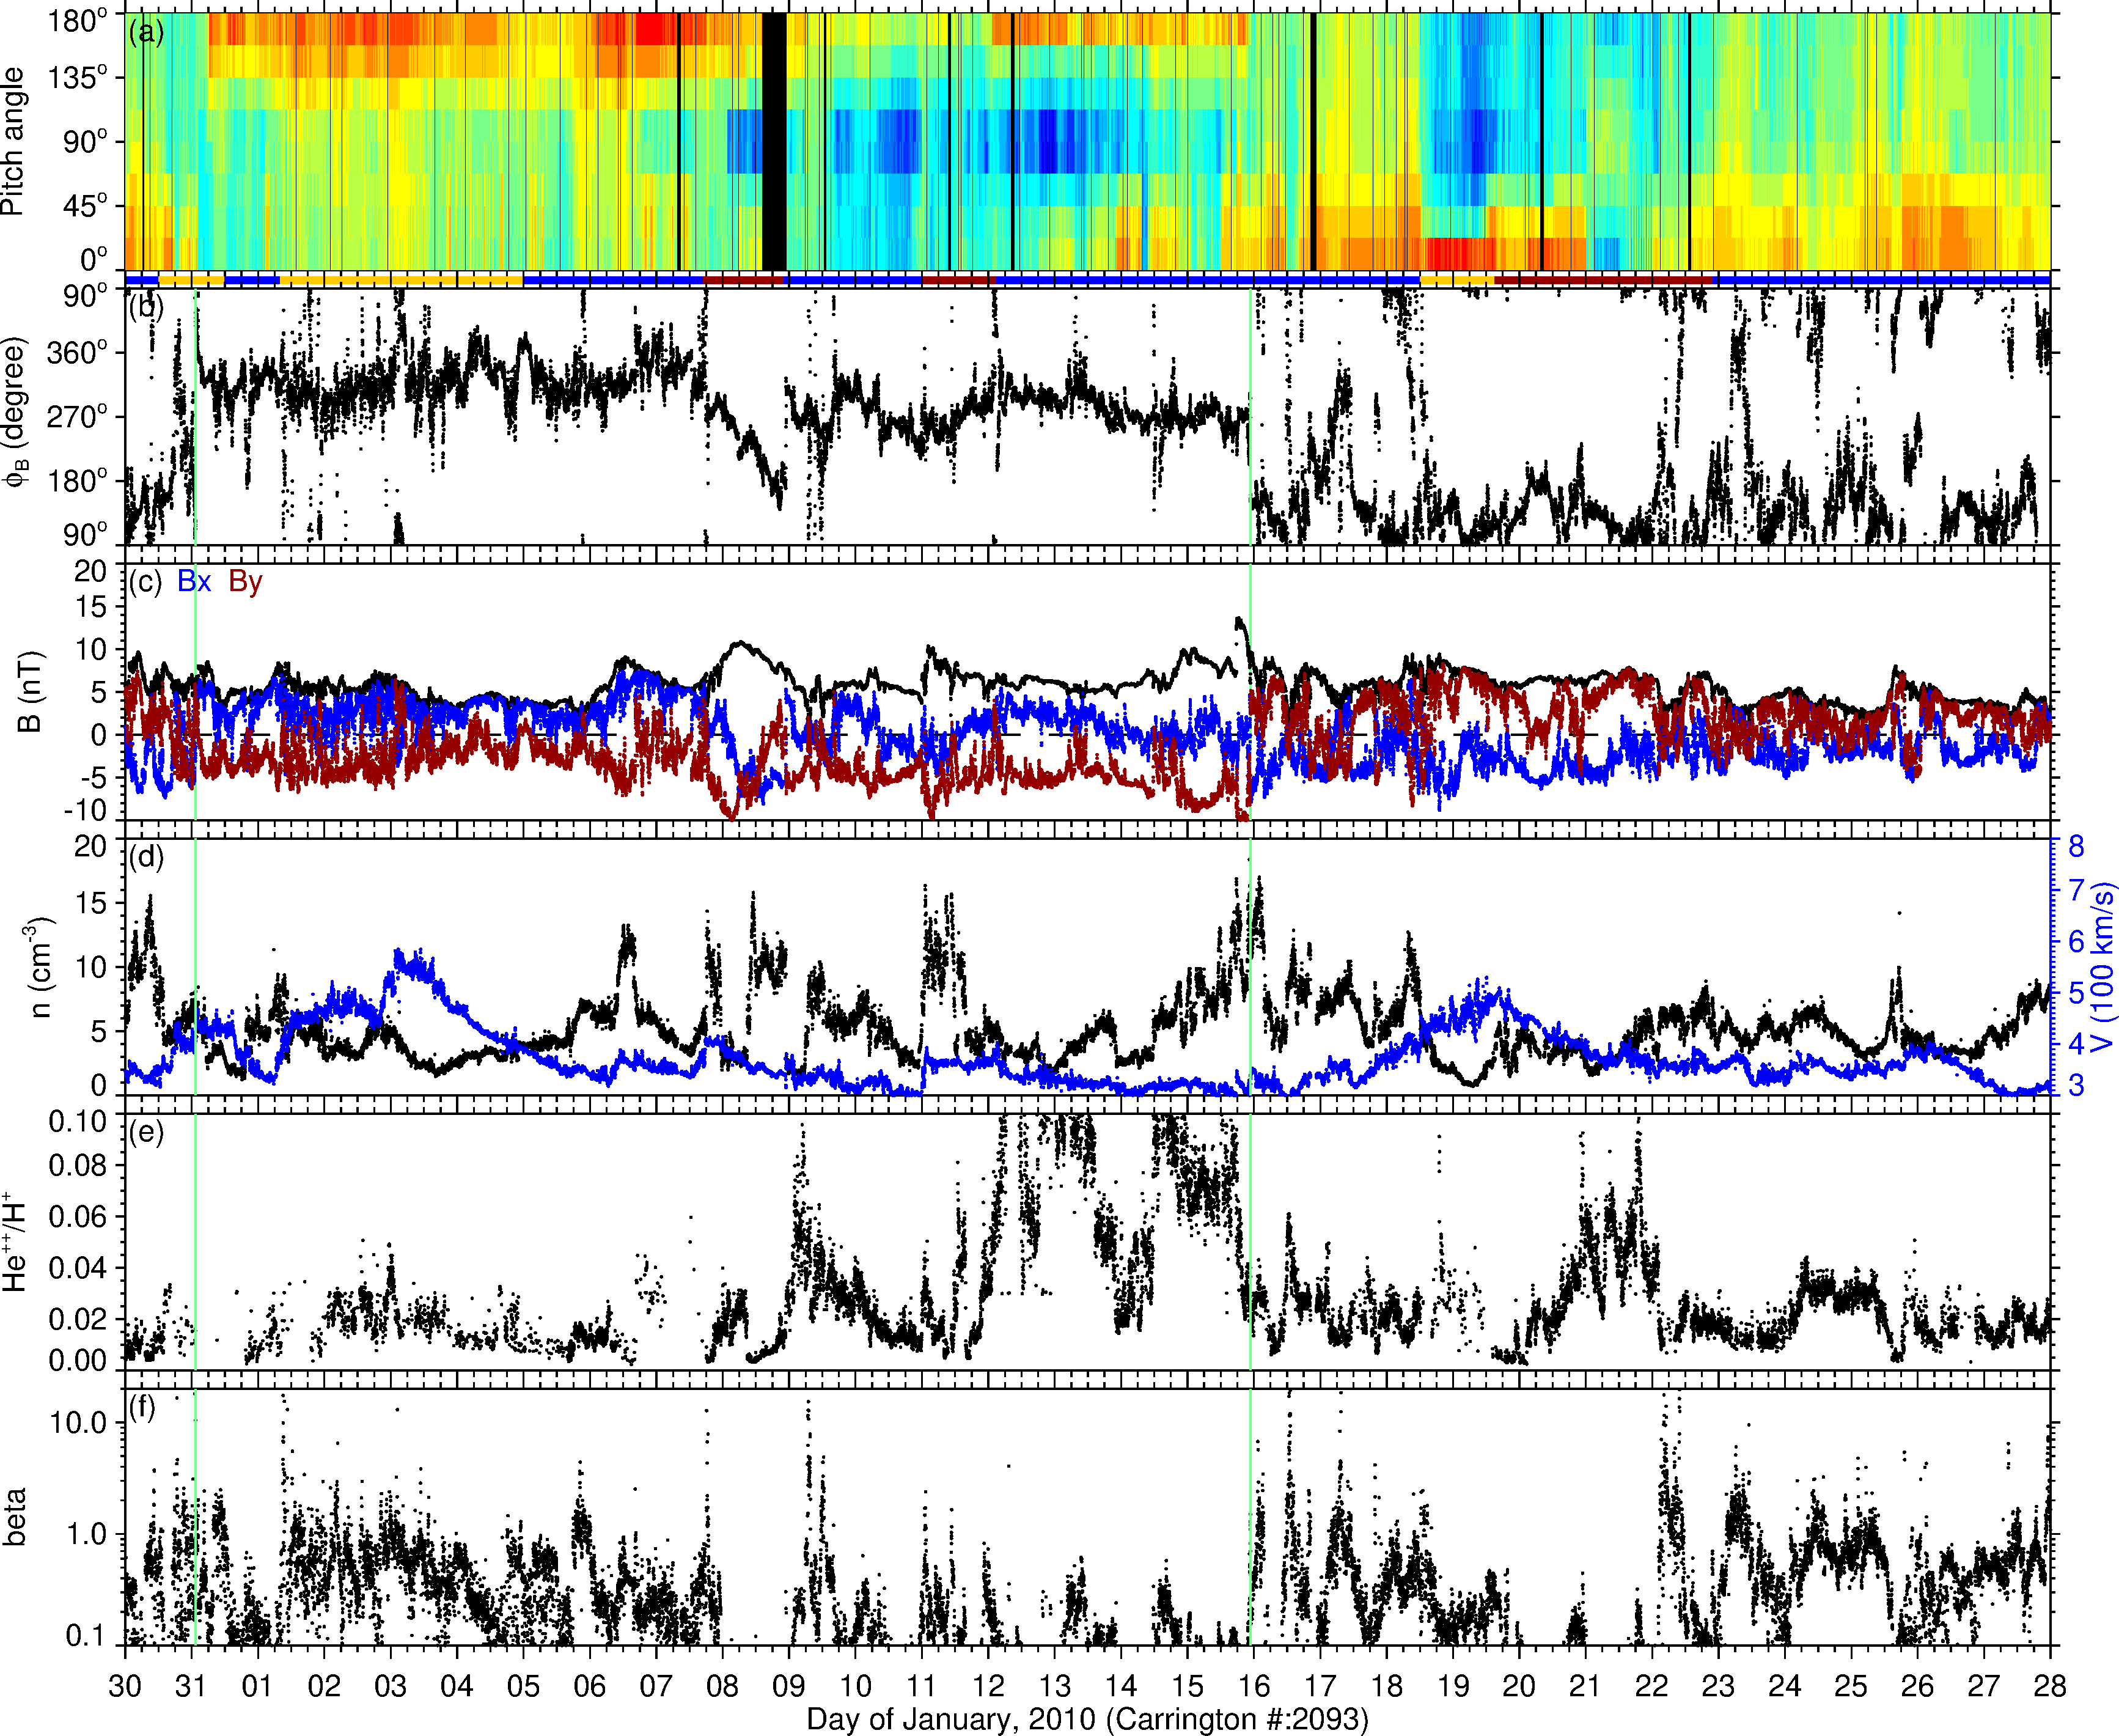 (a)
180°
135°
90°
45°
0°
Pitch angle
(b)
90°
360°
270°
180°
90°
ϕB (degree)
(c) Bx By
20
15
10
5
0
-5
-10
B (nT)
(d)
20
15
10
5
0
n (cm-3)
8
7
6
5
4
3
V (100 km/s)
(e)
0.10
0.08
0.06
0.04
0.02
0.00
He++/H+
(f)
10.0
1.0
0.1
beta
30 31 01 02 03 04 05 06 07 08 09 10 11 12 13 14 15 16 17 18 19 20 21 22 23 24 25 26 27 28
Day of January, 2010 (Carrington #:2093)